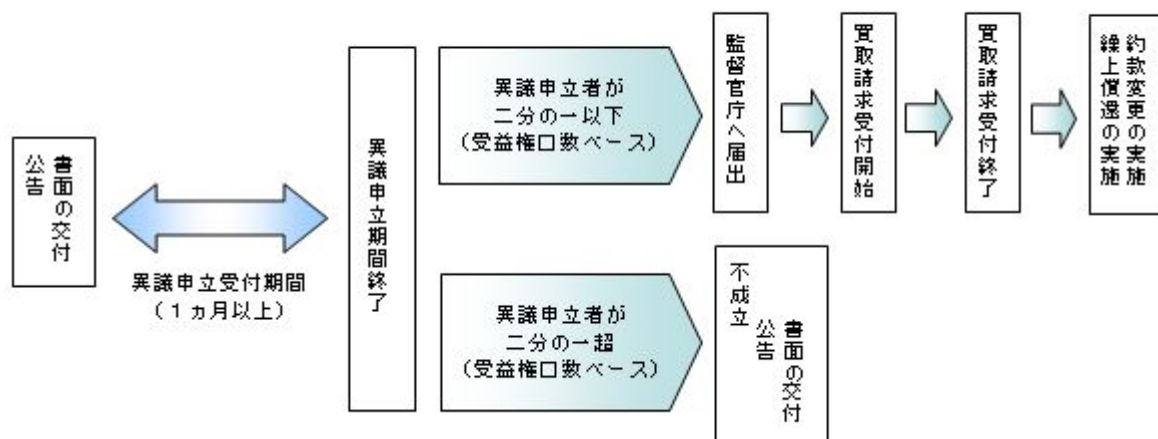 書面の交付
公告
異議申立受付期間
(1ヵ月以上)
異議申立期間終了
異議申立者が
二分の一以下
(受益権口数ベース)
監督官庁へ届出
買取請求受付開始
買取請求受付終了
約款変更の実施
繰上償還の実施
異議申立者が
二分の一超
(受益権口数ベース)
不成立
書面の交付
公告